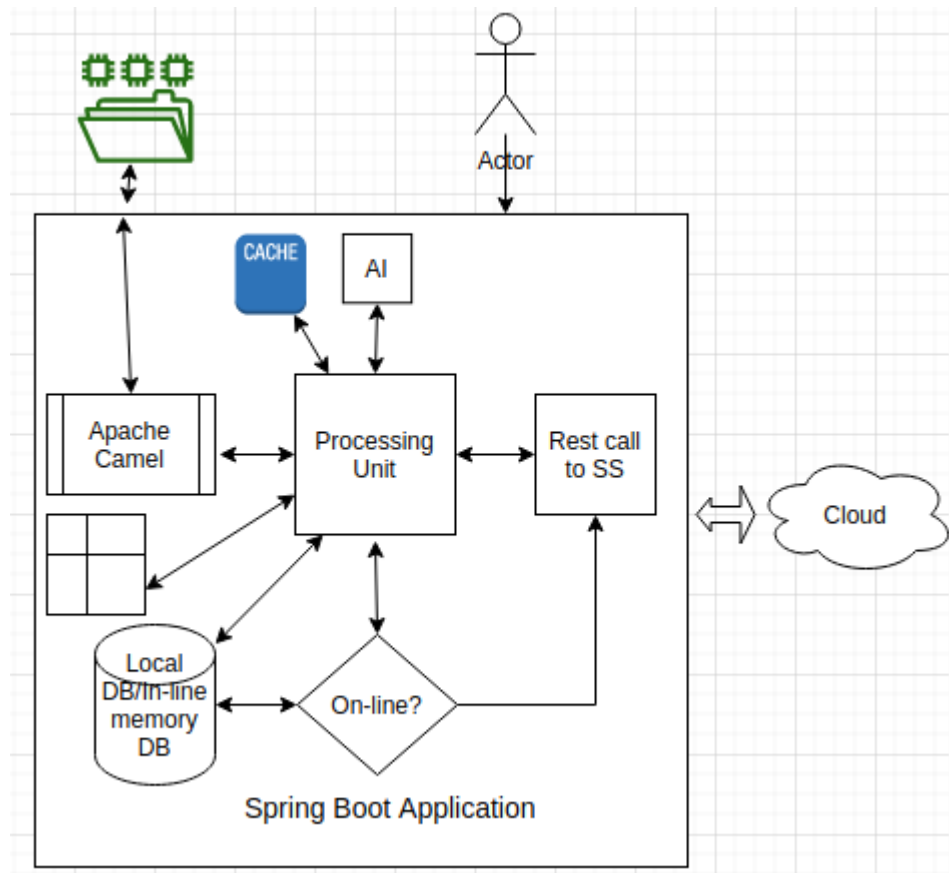 Actor
CACHE
AI
Apache
Camel
Processing
Unit
Rest call
to SS
Cloud
Local
DB/In-line
memory
DB
On-line?
Spring Boot Application